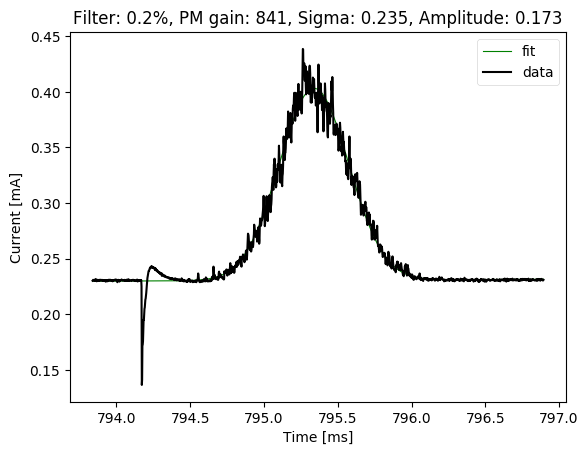 Filter: 0.2%, PM gain: 841, Sigma: 0.235, Amplitude: 0.173
0.45
0.40
0.35
0.30
0.25
0.20
0.15
Current [mA]
fit
data
794.0 794.5 795.0 795.5 796.0 796.5 797.0
Time [ms]